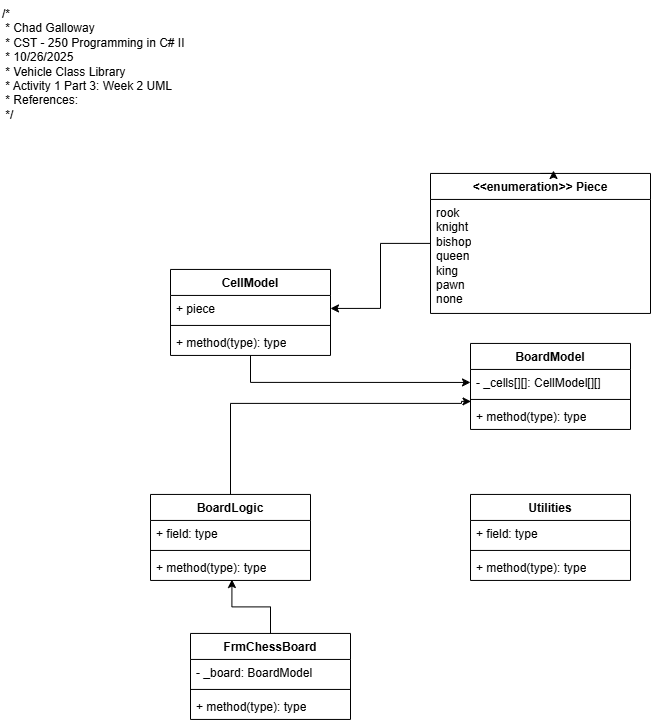 /*
* Chad Galloway
* CST - 250 Programming in C# II
* 10/26/2025
* Vehicle Class Library
* Activity 1 Part 3: Week 2 UML
* References:
*/
<<enumeration>> Piece
rook
knight
bishop
queen
king
pawn
none
CellModel
+ piece
+ method(type): type
BoardModel
- _cells[][]: CellModel[][]
+ method(type): type
BoardLogic
+ field: type
+ method(type): type
Utilities
+ field: type
+ method(type): type
FrmChessBoard
- _board: BoardModel
+ method(type): type